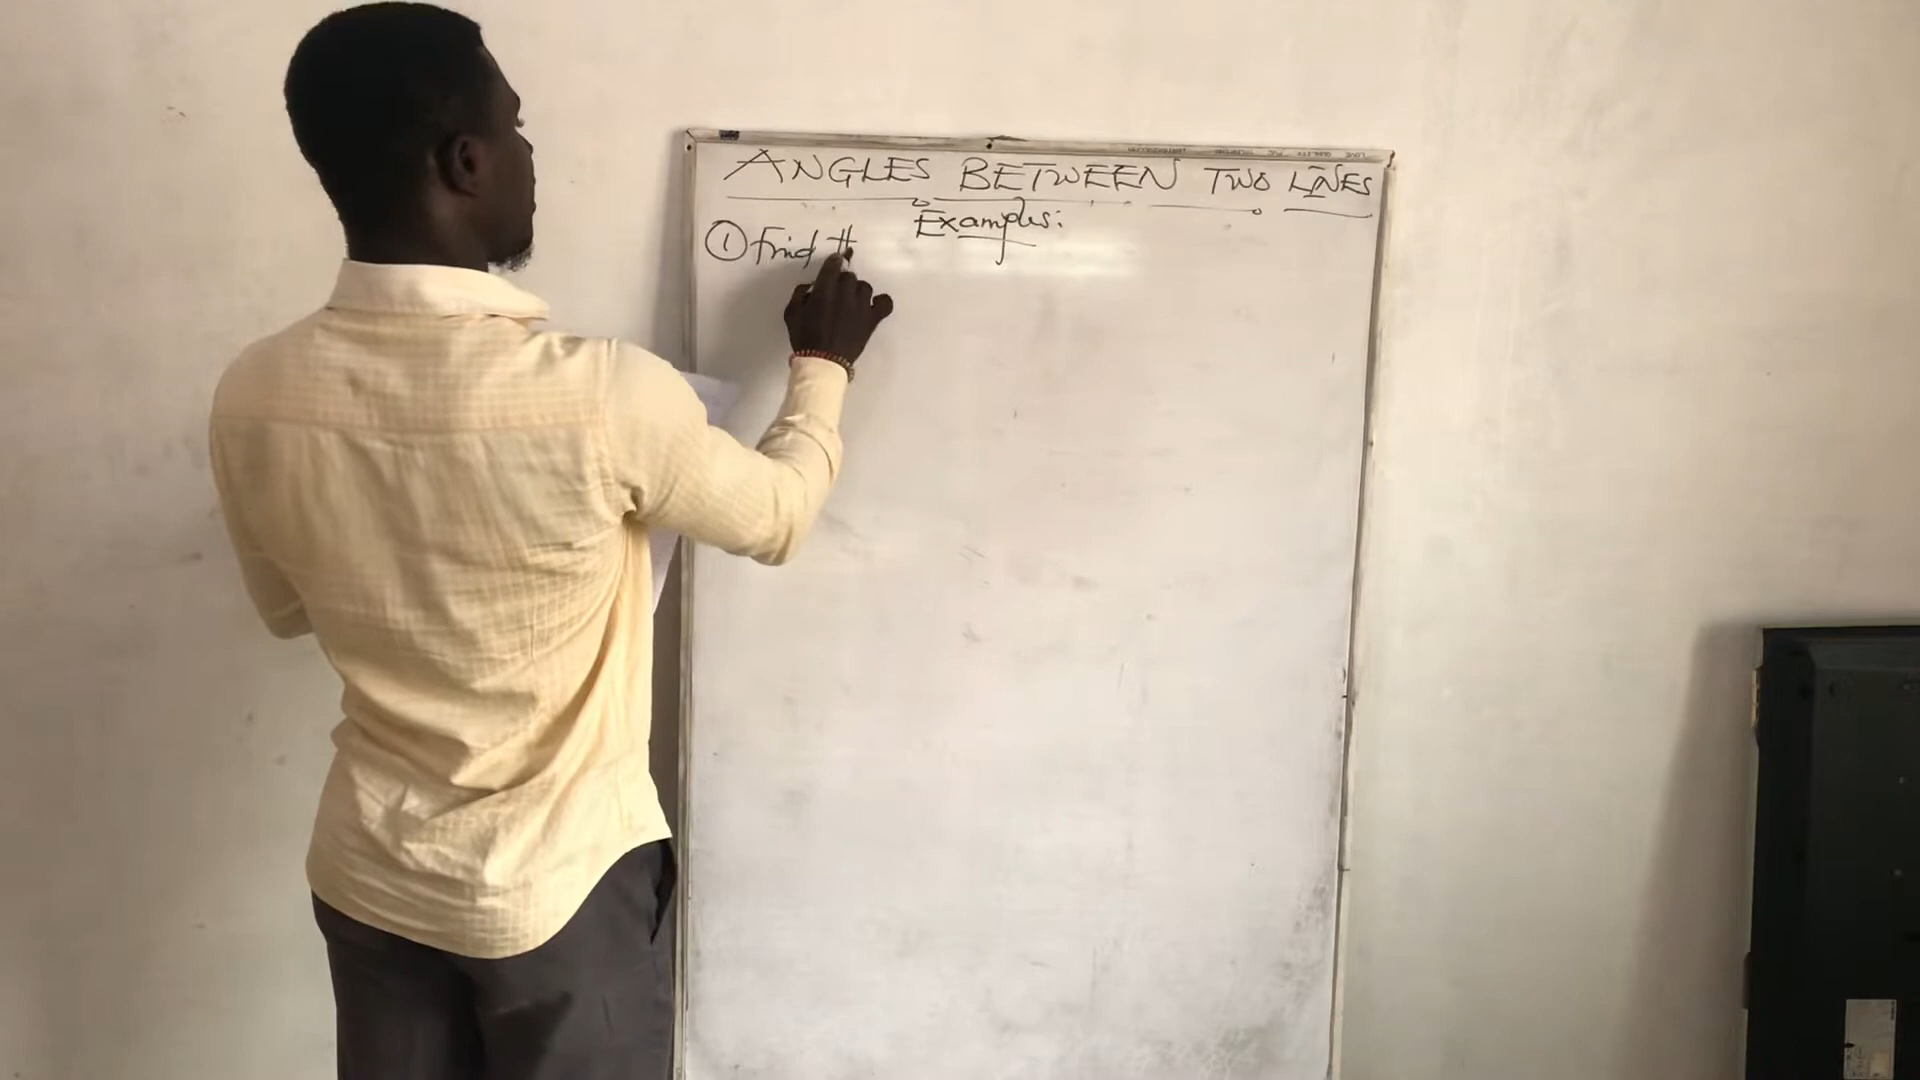 ANGLES BETWEEN TWO LINES
Examples:
① Find th